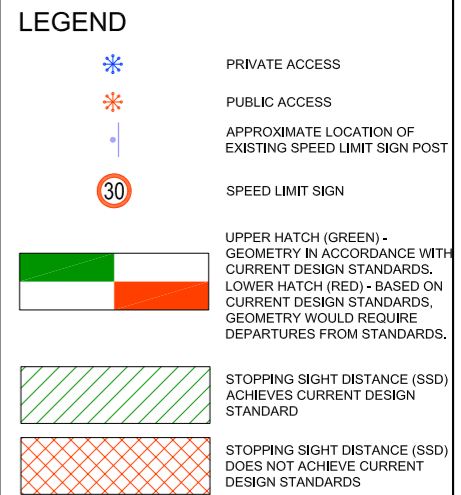 LEGEND
PRIVATE ACCESS
PUBLIC ACCESS
APPROXIMATE LOCATION OF
EXISTING SPEED LIMIT SIGN POST
30
SPEED LIMIT SIGN
UPPER HATCH (GREEN) -
GEOMETRY IN ACCORDANCE WITH
CURRENT DESIGN STANDARDS.
LOWER HATCH (RED) - BASED ON
CURRENT DESIGN STANDARDS,
GEOMETRY WOULD REQUIRE
DEPARTURES FROM STANDARDS.
STOPPING SIGHT DISTANCE (SSD)
ACHIEVES CURRENT DESIGN
STANDARD
STOPPING SIGHT DISTANCE (SSD)
DOES NOT ACHIEVE CURRENT
DESIGN STANDARDS